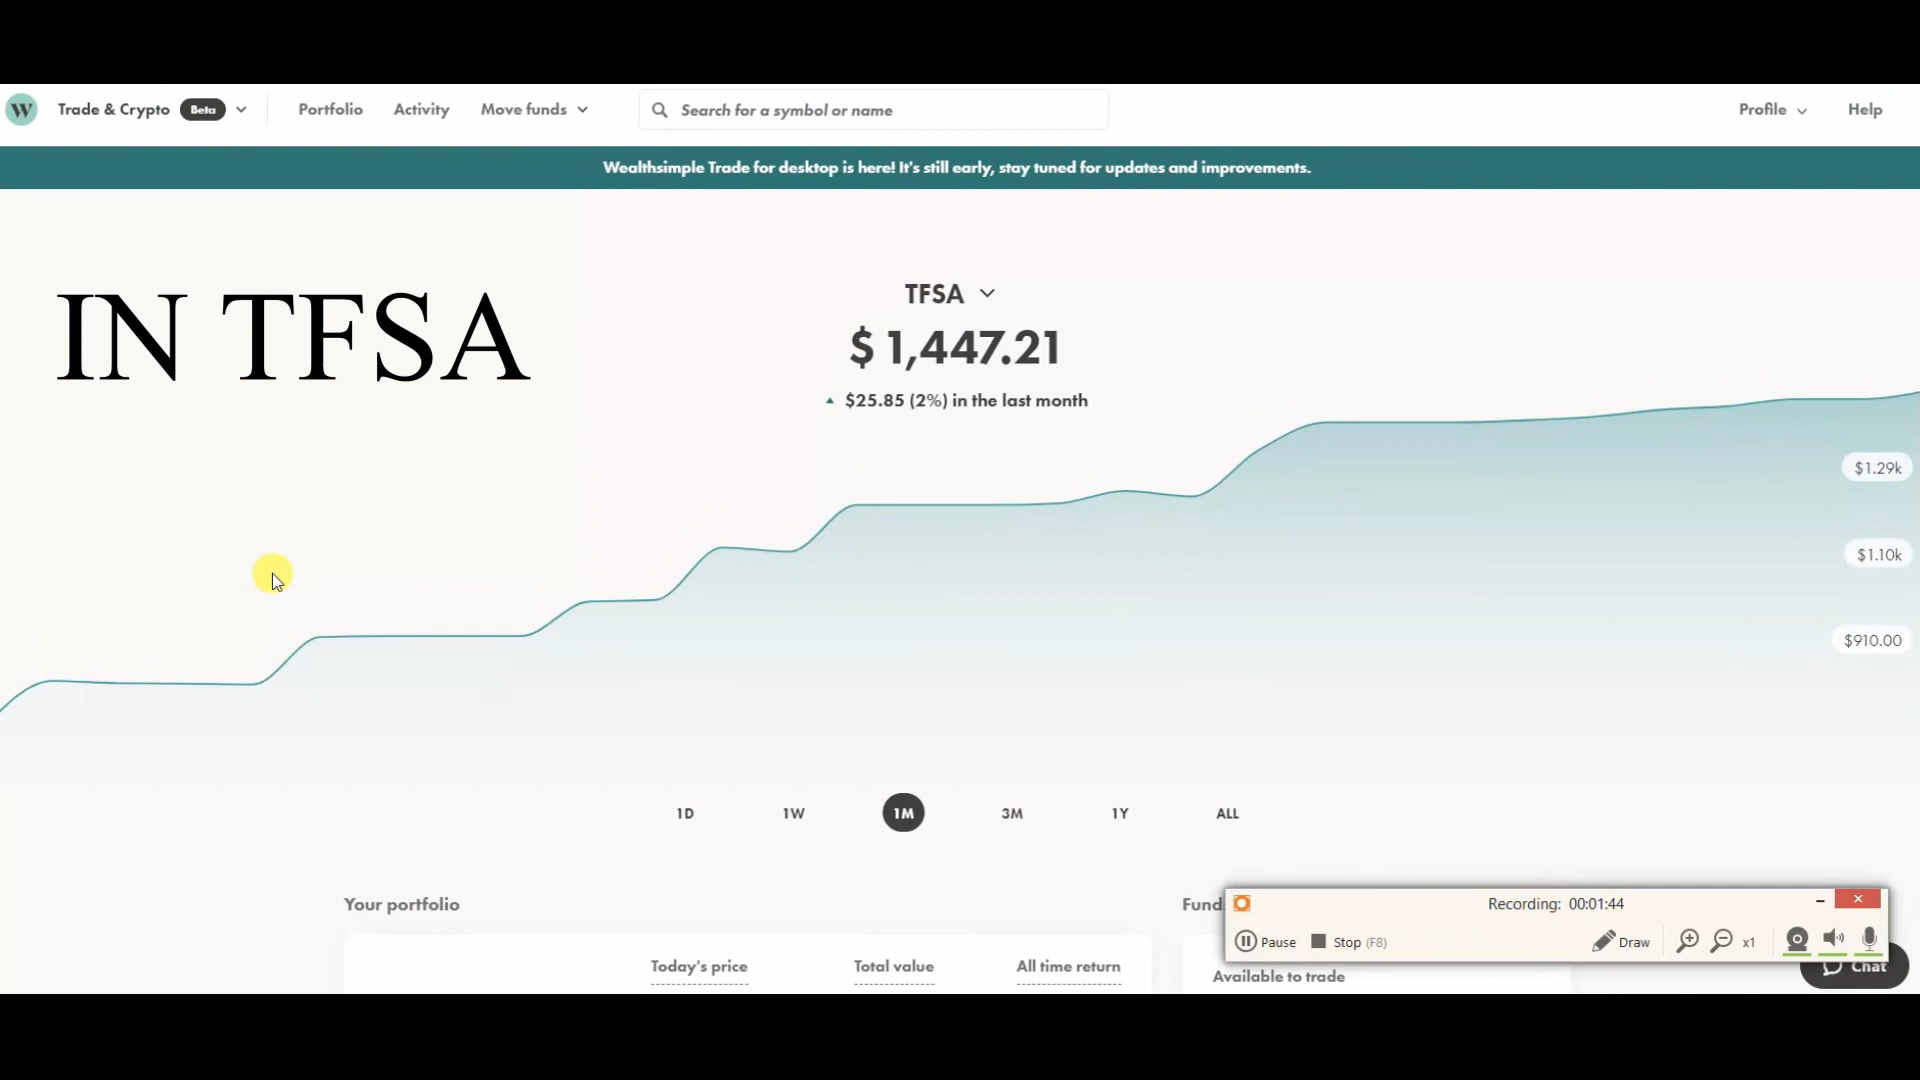 W Trade & Crypto Beta Portfolio Activity Move funds Search for a symbol or name Profile Help
Wealthsimple Trade for desktop is here! It's still early, stay tuned for updates and improvements.
IN TFSA
TFSA
$ 1,447.21
$25.85 (2%) in the last month
$1.29k
$1.10k
$910.00
1D 1W 1M 3M 1Y ALL
Your portfolio
Today's price Total value All time return
Recording: 00:01:44
Pause Stop (F8) Draw x1
Available to trade
Chat